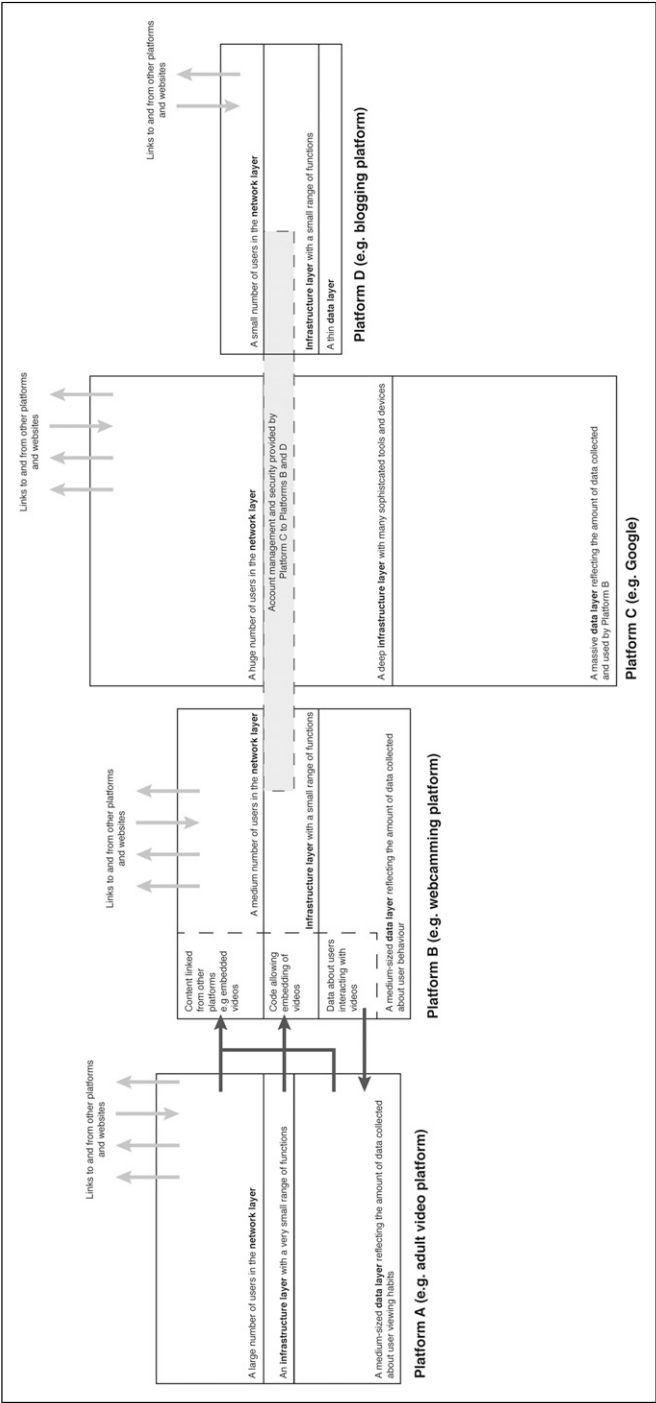 Links to and from other platforms
and websites
A large number of users in the network layer
An infrastructure layer with a very small range of functions
A medium-sized data layer reflecting the amount of data collected
about user viewing habits
Platform A (e.g. adult video platform)
Links to and from other platforms
and websites
Content linked
from other
platforms
e.g embedded
videos
A medium number of users in the network layer
Code allowing
embedding of
videos
Infrastructure layer with a small range of functions
Data about users
interacting with
videos
A medium-sized data layer reflecting the amount of data collected
about user behaviour
Platform B (e.g. webcamming platform)
Links to and from other platforms
and websites
A huge number of users in the network layer
Account management and security provided by
Platform C to Platforms B and D
A deep infrastructure layer with many sophistcated tools and devices
A massive data layer reflecting the amount of data collected
and used by Platform B
Platform C (e.g. Google)
Links to and from other platforms
and websites
A small number of users in the network layer
Infrastructure layer with a small range of functions
A thin data layer
Platform D (e.g. blogging platform)